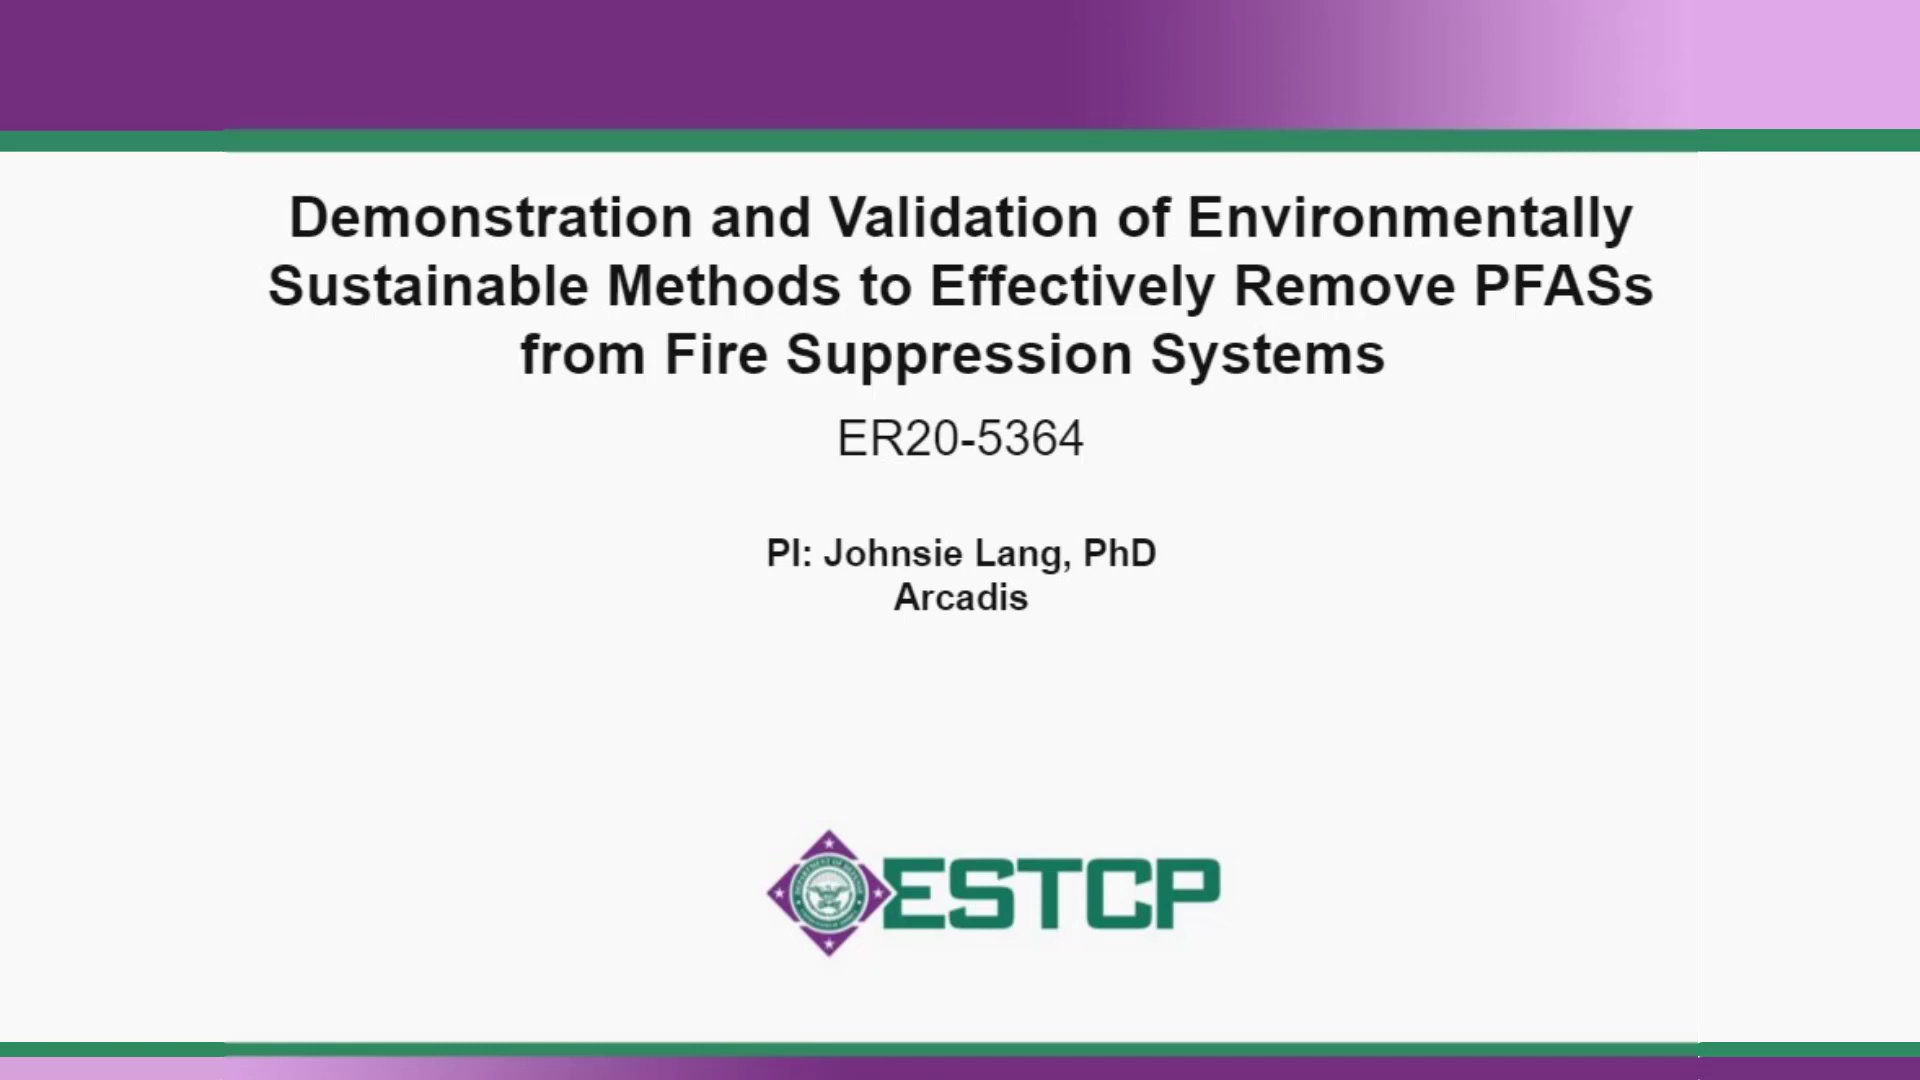 Demonstration and Validation of Environmentally
Sustainable Methods to Effectively Remove PFASs
from Fire Suppression Systems
ER20-5364
PI: Johnsie Lang, PhD
Arcadis
ESTCP